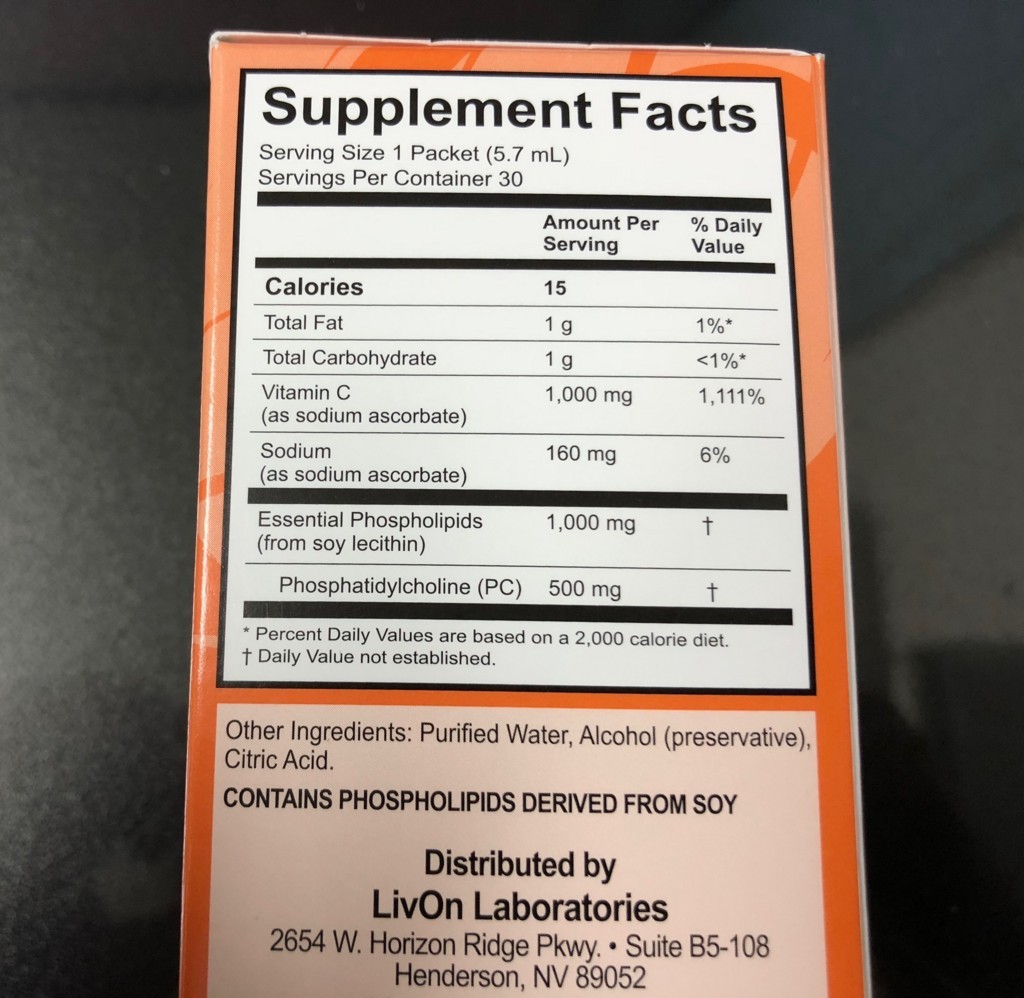 Supplement Facts
Serving Size 1 Packet (5.7 mL)
Servings Per Container 30
Amount Per % Daily
Serving Value
Calories 15
Total Fat 1 g 1%*
Total Carbohydrate 1 g <1%*
Vitamin C 1,000 mg 1,111%
(as sodium ascorbate)
Sodium 160 mg 6%
(as sodium ascorbate)
Essential Phospholipids 1,000 mg †
(from soy lecithin)
Phosphatidylcholine (PC) 500 mg †
* Percent Daily Values are based on a 2,000 calorie diet.
† Daily Value not established.
Other Ingredients: Purified Water, Alcohol (preservative),
Citric Acid.
CONTAINS PHOSPHOLIPIDS DERIVED FROM SOY
Distributed by
LivOn Laboratories
2654 W. Horizon Ridge Pkwy. • Suite B5-108
Henderson, NV 89052